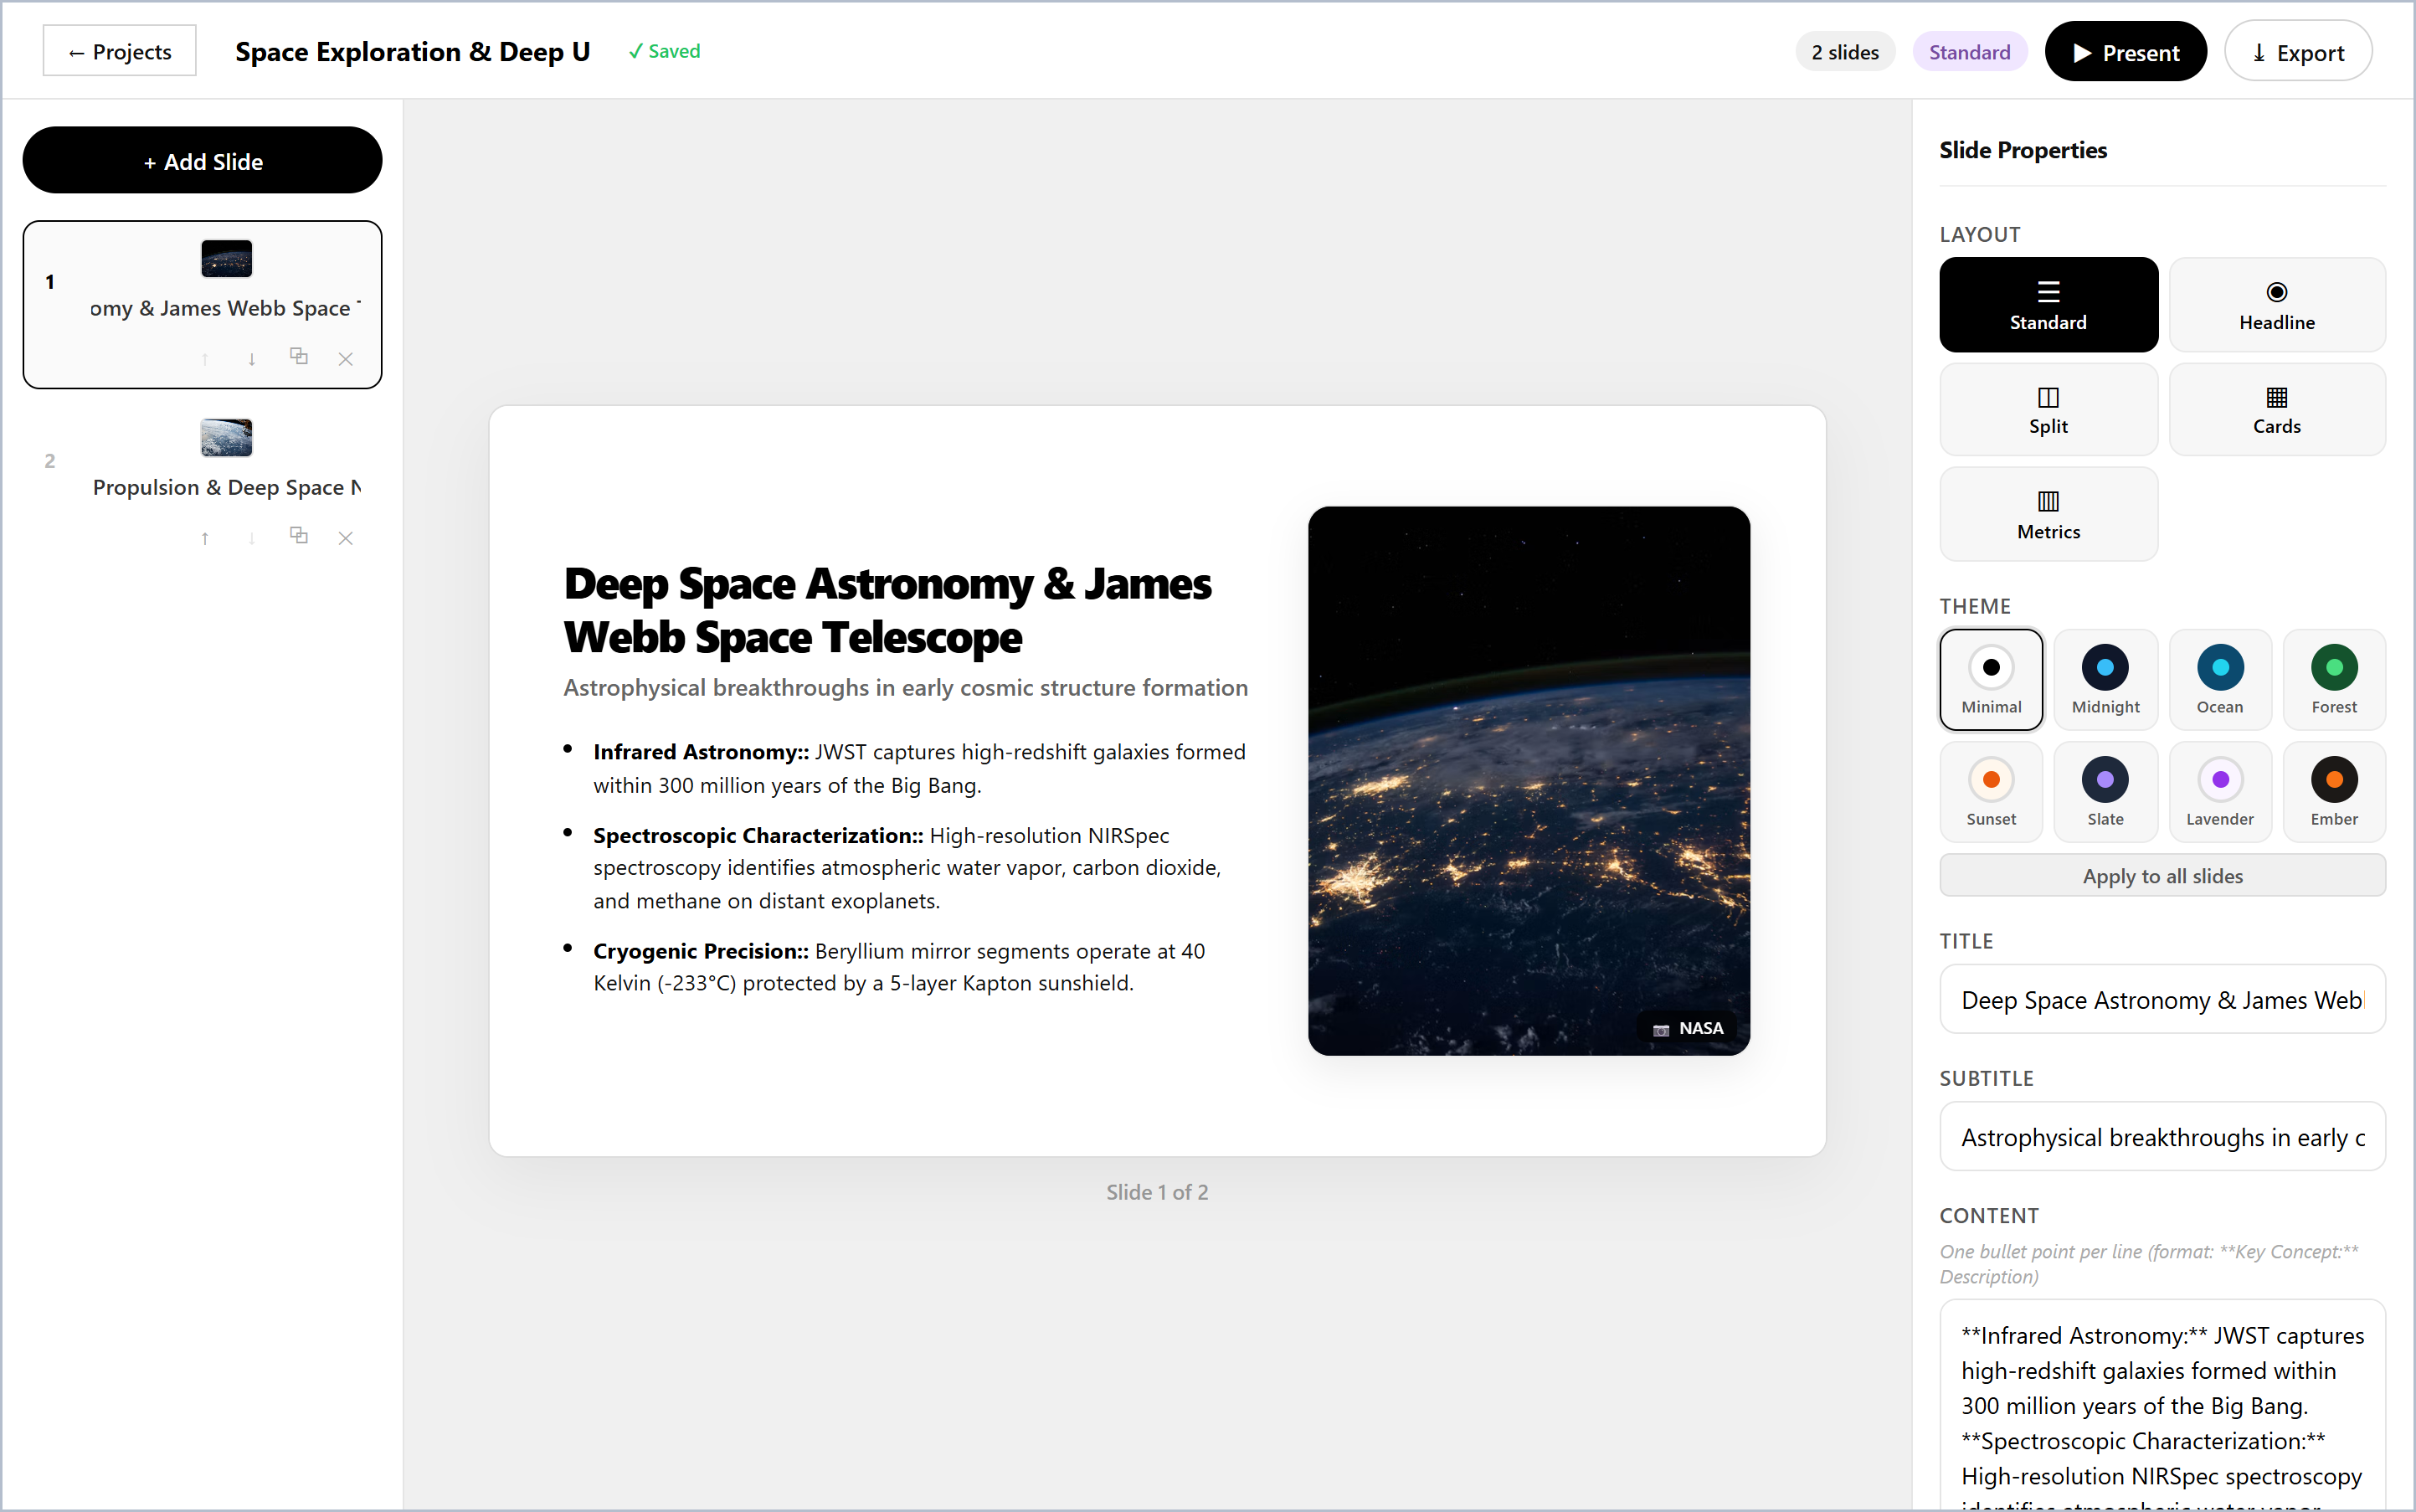 ← Projects
Space Exploration & Deep U
✓ Saved
2 slides
Standard
▶ Present
⤓ Export
+ Add Slide
1
omy & James Webb Space
↑ ↓ ×
2
Propulsion & Deep Space
↑ ↓ ×
Deep Space Astronomy & James
Webb Space Telescope
Astrophysical breakthroughs in early cosmic structure formation
• Infrared Astronomy:: JWST captures high-redshift galaxies formed
within 300 million years of the Big Bang.
• Spectroscopic Characterization:: High-resolution NIRSpec
spectroscopy identifies atmospheric water vapor, carbon dioxide,
and methane on distant exoplanets.
• Cryogenic Precision:: Beryllium mirror segments operate at 40
Kelvin (-233°C) protected by a 5-layer Kapton sunshield.
NASA
Slide 1 of 2
Slide Properties
LAYOUT
Standard
Headline
Split
Cards
Metrics
THEME
Minimal
Midnight
Ocean
Forest
Sunset
Slate
Lavender
Ember
Apply to all slides
TITLE
Deep Space Astronomy & James Web
SUBTITLE
Astrophysical breakthroughs in early c
CONTENT
One bullet point per line (format: **Key Concept:**
Description)
**Infrared Astronomy:** JWST captures
high-redshift galaxies formed within
300 million years of the Big Bang.
**Spectroscopic Characterization:**
High-resolution NIRSpec spectroscopy